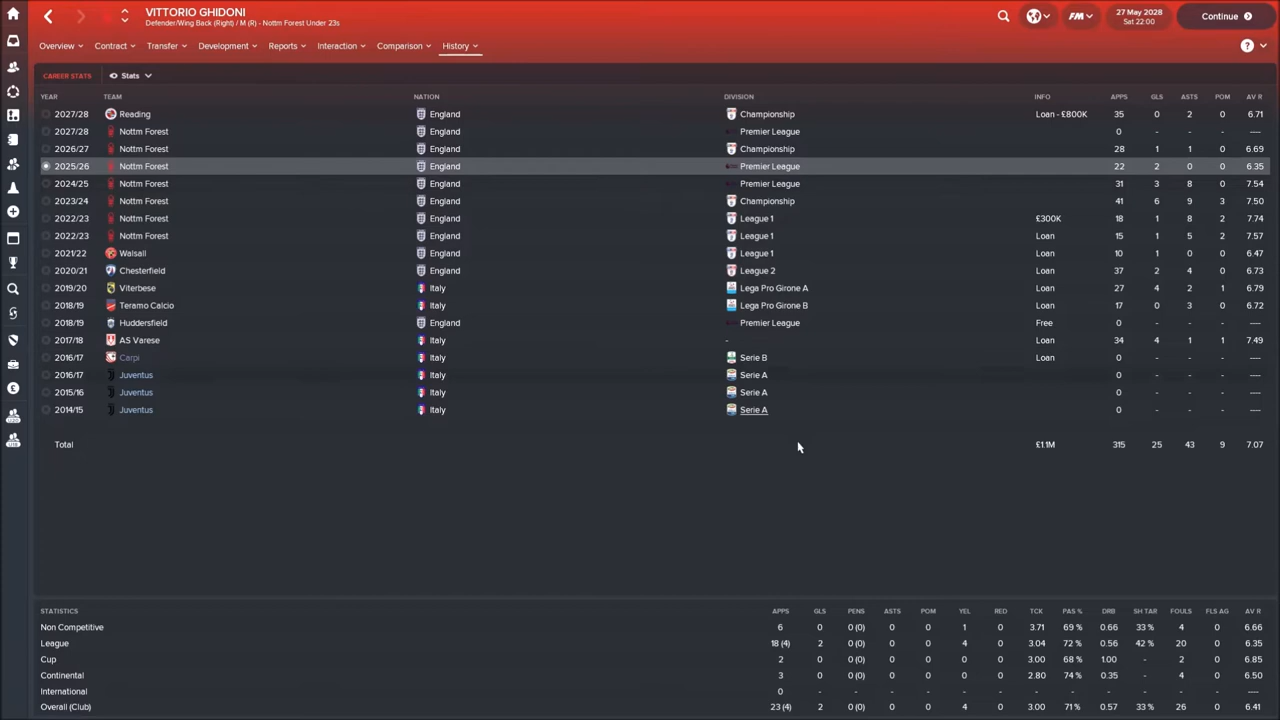 VITTORIO GHIDONI
Defender/Wing Back (Right) / M (R) - Nottm Forest Under 23s
27 May 2028
Sat 22:00
FM
Continue
Overview Contract Transfer Development Reports Interaction Comparison History
?
CAREER STATS Stats
YEAR TEAM NATION DIVISION INFO APPS GLS ASTS POM AV R
2027/28 Reading England Championship Loan - £800K 35 0 2 0 6.71
2027/28 Nottm Forest England Premier League 0 - - - ----
2026/27 Nottm Forest England Championship 28 1 1 0 6.69
2025/26 Nottm Forest England Premier League 22 2 0 0 6.35
2024/25 Nottm Forest England Premier League 31 3 8 0 7.54
2023/24 Nottm Forest England Championship 41 6 9 3 7.50
2022/23 Nottm Forest England League 1 £300K 18 1 8 2 7.74
2022/23 Nottm Forest England League 1 Loan 15 1 5 2 7.57
2021/22 Walsall England League 1 Loan 10 1 0 0 6.47
2020/21 Chesterfield England League 2 Loan 37 2 4 0 6.73
2019/20 Viterbese Italy Lega Pro Girone A Loan 27 4 2 1 6.79
2018/19 Teramo Calcio Italy Lega Pro Girone B Loan 17 0 3 0 6.72
2018/19 Huddersfield England Premier League Free 0 - - - ----
2017/18 AS Varese Italy - Loan 34 4 1 1 7.49
2016/17 Carpi Italy Serie B Loan 0 - - - ----
2016/17 Juventus Italy Serie A 0 - - - ----
2015/16 Juventus Italy Serie A 0 - - - ----
2014/15 Juventus Italy Serie A 0 - - - ----
Total £1.1M 315 25 43 9 7.07
STATISTICS APPS GLS PENS ASTS POM YEL RED TCK PAS % DRB SH TAR FOULS FLS AG AV R
Non Competitive 6 0 0 (0) 0 0 1 0 3.71 69 % 0.66 33 % 4 0 6.66
League 18 (4) 2 0 (0) 0 0 4 0 3.04 72 % 0.56 42 % 20 0 6.35
Cup 2 0 0 (0) 0 0 0 0 3.00 68 % 1.00 - 2 0 6.85
Continental 3 0 0 (0) 0 0 0 0 2.80 74 % 0.35 - 4 0 6.50
International 0 - - - - - - - - - - - - ----
Overall (Club) 23 (4) 2 0 (0) 0 0 4 0 3.00 71 % 0.57 33 % 26 0 6.41